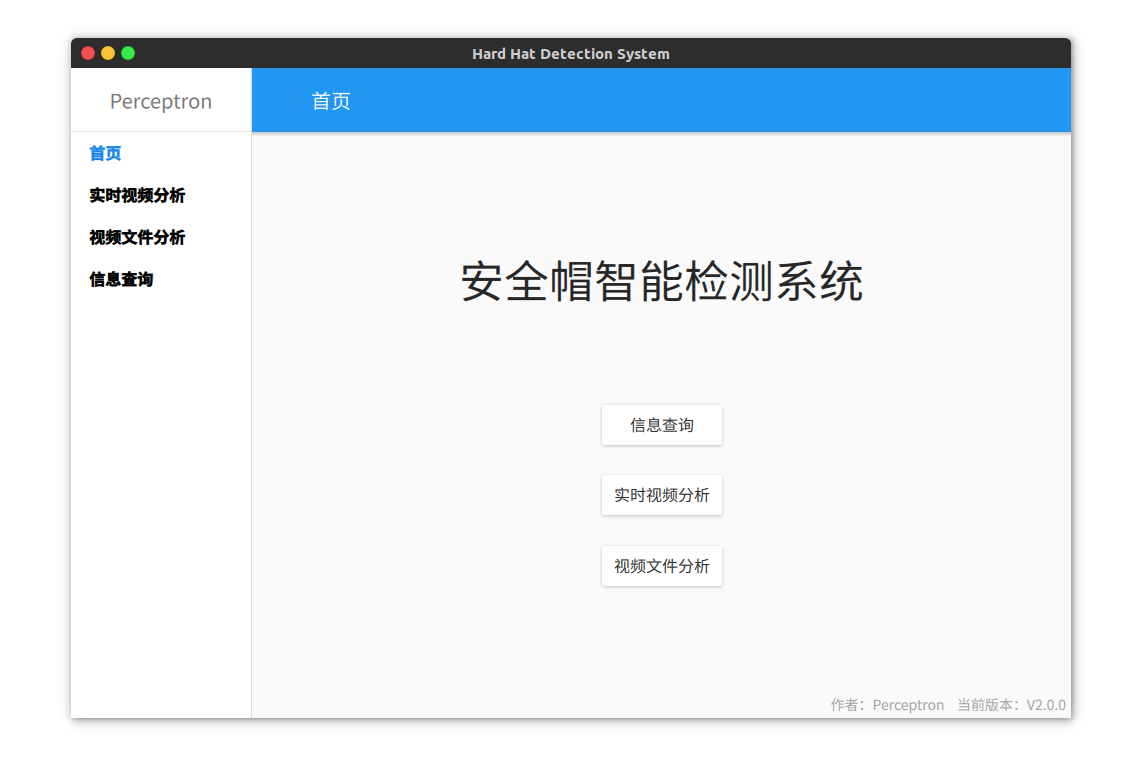 Hard Hat Detection System
Perceptron
首页
首页
实时视频分析
视频文件分析
信息查询
安全帽智能检测系统
信息查询
实时视频分析
视频文件分析
作者：Perceptron 当前版本：V2.0.0